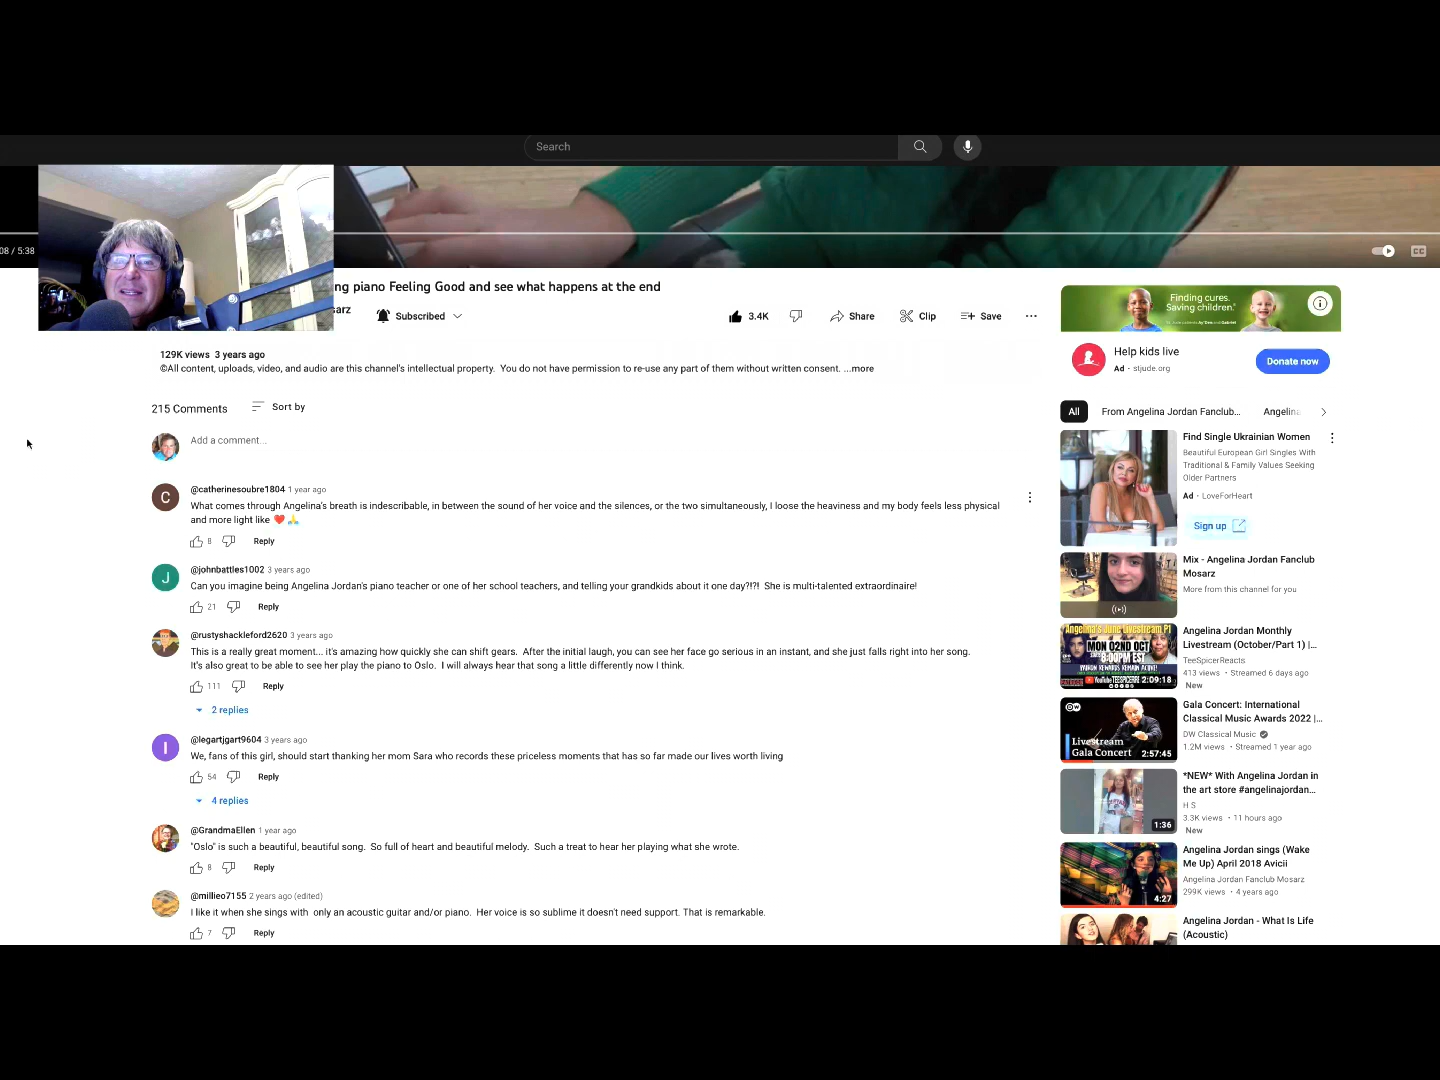 Search
08 / 5:38
CC
ng piano Feeling Good and see what happens at the end
sarz
Subscribed
3.4K
Share
Clip
Save
129K views 3 years ago
©All content, uploads, video, and audio are this channel's intellectual property. You do not have permission to re-use any part of them without written consent. ...more
215 Comments
Sort by
Add a comment...
C
@catherinesoubre1804 1 year ago
What comes through Angelina's breath is indescribable, in between the sound of her voice and the silences, or the two simultaneously, I loose the heaviness and my body feels less physical
and more light like ❤️🙏
8
Reply
J
@johnbattles1002 3 years ago
Can you imagine being Angelina Jordan's piano teacher or one of her school teachers, and telling your grandkids about it one day?!?! She is multi-talented extraordinaire!
21
Reply
@rustyshackleford2620 3 years ago
This is a really great moment... it's amazing how quickly she can shift gears. After the initial laugh, you can see her face go serious in an instant, and she just falls right into her song.
It's also great to be able to see her play the piano to Oslo. I will always hear that song a little differently now I think.
111
Reply
2 replies
l
@legartjgart9604 3 years ago
We, fans of this girl, should start thanking her mom Sara who records these priceless moments that has so far made our lives worth living
54
Reply
4 replies
@GrandmaEllen 1 year ago
"Oslo" is such a beautiful, beautiful song. So full of heart and beautiful melody. Such a treat to hear her playing what she wrote.
8
Reply
@millieo7155 2 years ago (edited)
I like it when she sings with only an acoustic guitar and/or piano. Her voice is so sublime it doesn't need support. That is remarkable.
7
Reply
Finding cures.
Saving children.
Help kids live
Ad · stjude.org
Donate now
All
From Angelina Jordan Fanclub...
Angelina
Find Single Ukrainian Women
Beautiful European Girl Singles With
Traditional & Family Values Seeking
Older Partners
Ad · LoveForHeart
Sign up
Mix - Angelina Jordan Fanclub
Mosarz
More from this channel for you
Angelina's June Livestream P1
MON 02ND OCT
8:00PM EST
YouTube
2:09:18
Angelina Jordan Monthly
Livestream (October/Part 1) |...
TeeSpicerReacts
413 views · Streamed 6 days ago
New
DW
Livestream
Gala Concert
2:57:45
Gala Concert: International
Classical Music Awards 2022 |...
DW Classical Music
1.2M views · Streamed 1 year ago
1:36
*NEW* With Angelina Jordan in
the art store #angelinajordan...
H S
3.3K views · 11 hours ago
New
4:27
Angelina Jordan sings (Wake
Me Up) April 2018 Avicii
Angelina Jordan Fanclub Mosarz
299K views · 4 years ago
Angelina Jordan - What Is Life
(Acoustic)